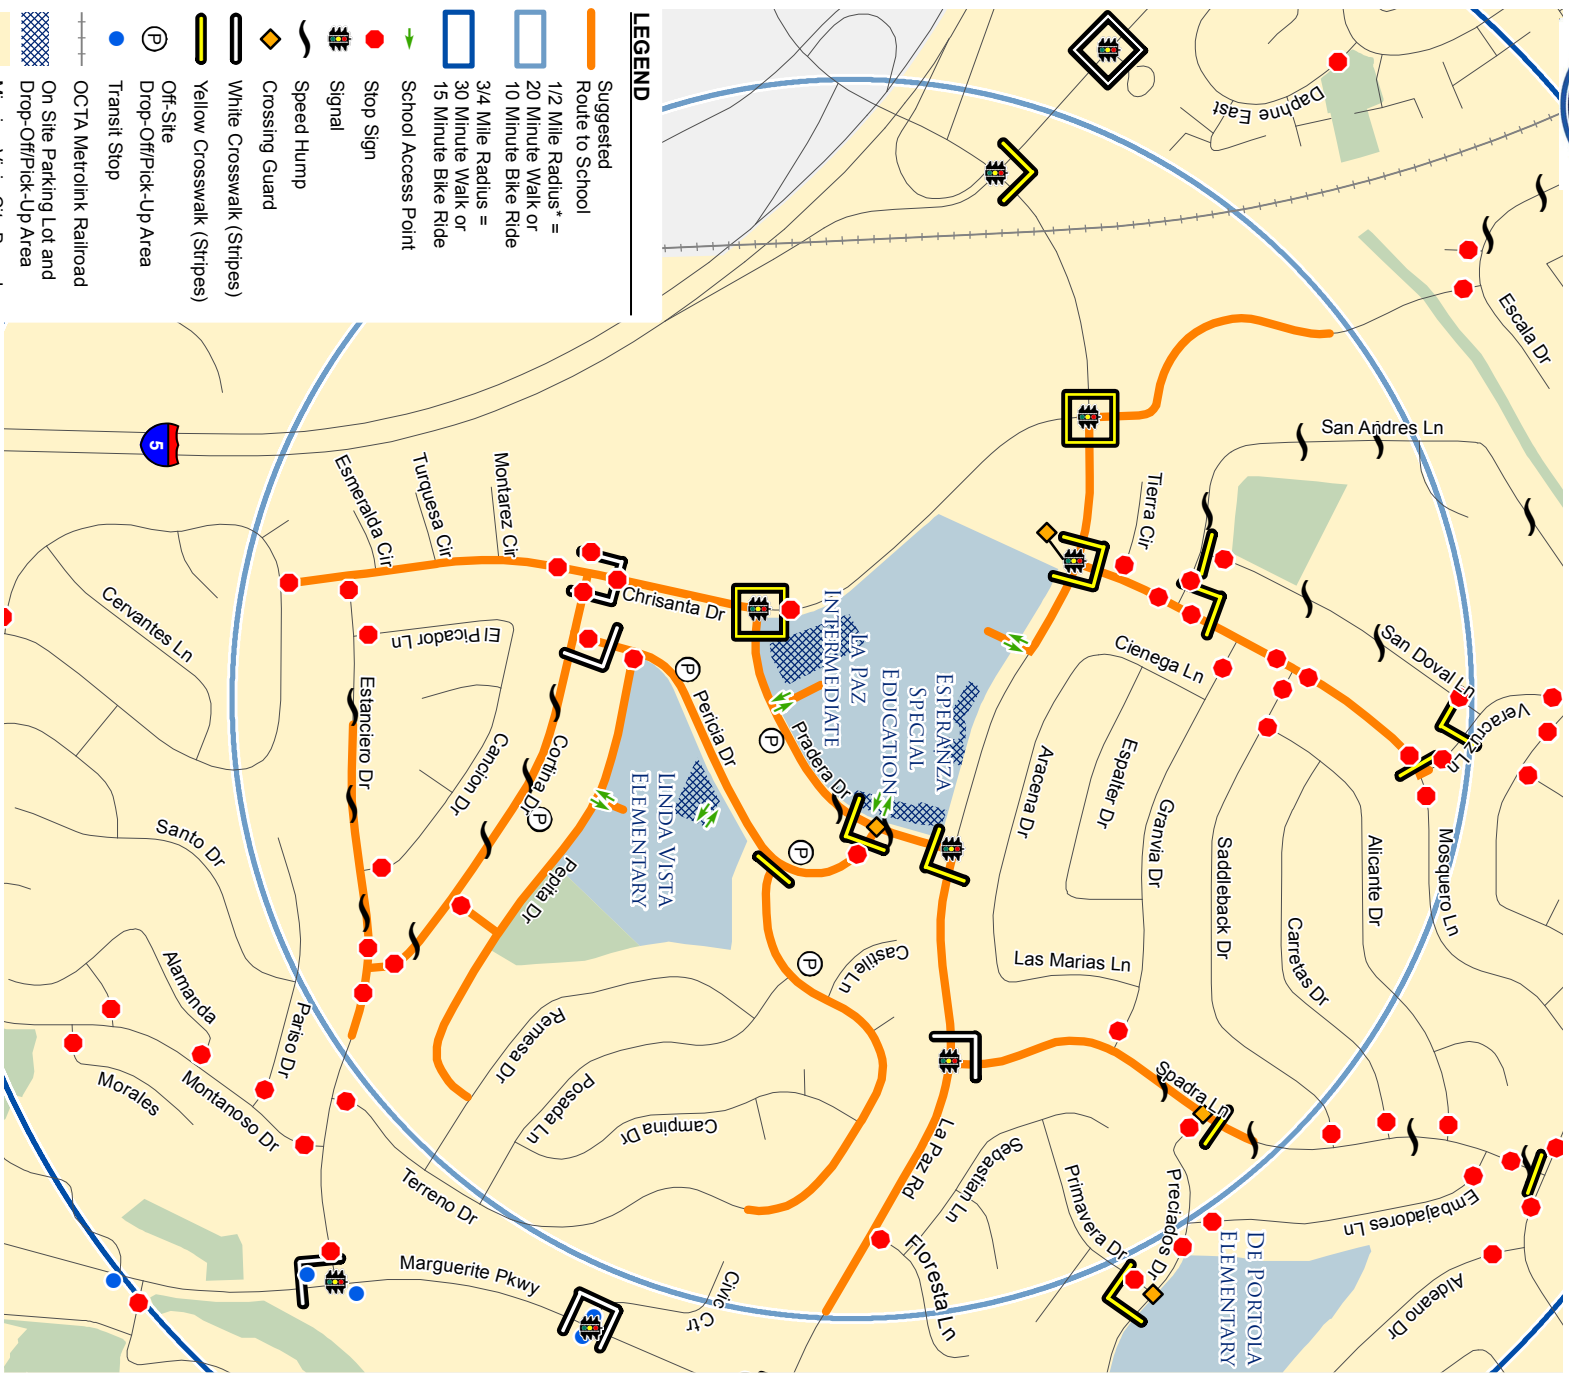 LEGEND
Suggested
Route to School
1/2 Mile Radius* =
20 Minute Walk or
10 Minute Bike Ride
3/4 Mile Radius =
30 Minute Walk or
15 Minute Bike Ride
School Access Point
Stop Sign
Signal
Speed Hump
Crossing Guard
White Crosswalk (Stripes)
Yellow Crosswalk (Stripes)
P
Off-Site
Drop-Off/Pick-Up Area
Transit Stop
OCTA Metrolink Railroad
On Site Parking Lot and
Drop-Off/Pick-Up Area
Daphne East
Escala Dr
San Andres Ln
Tierra Cir
San Doval Ln
Veracruz Ln
Cienega Ln
Mosquero Ln
Alicante Dr
Carretas Dr
Saddleback Dr
Granvia Dr
Espalter Dr
Aracena Dr
Las Marias Ln
Spadra Ln
Embajadores Ln
Aldeano Dr
Preciados Dr
Primavera Dr
Sebastian Ln
Floresta Ln
La Paz Rd
DE PORTOLA
ELEMENTARY
ESPERANZA
SPECIAL
EDUCATION
LA PAZ
INTERMEDIATE
LINDA VISTA
ELEMENTARY
Pradera Dr
P
Pericia Dr
P
P
P
P
Chrisanta Dr
Montarez Cir
Turquesa Cir
Esmeralda Cir
5
El Picador Ln
Estanciero Dr
Cancion Dr
Cortina Dr
Pepita Dr
Castile Ln
Remesa Dr
Posada Ln
Campina Dr
Terreno Dr
Civic Ctr
Marguerite Pkwy
Cervantes Ln
Santo Dr
Pariso Dr
Alamanda
Montanoso Dr
Morales